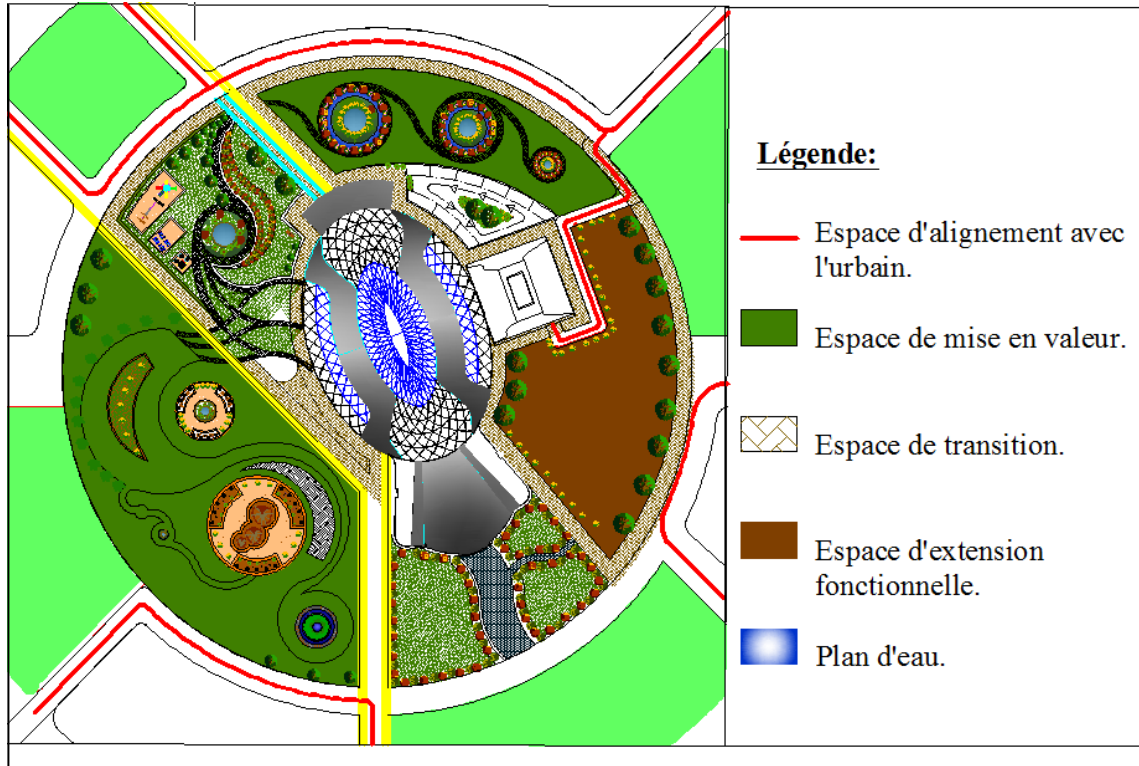 Légende:
Espace d'alignement avec
l'urbain.
Espace de mise en valeur.
Espace de transition.
Espace d'extension
fonctionnelle.
Plan d'eau.